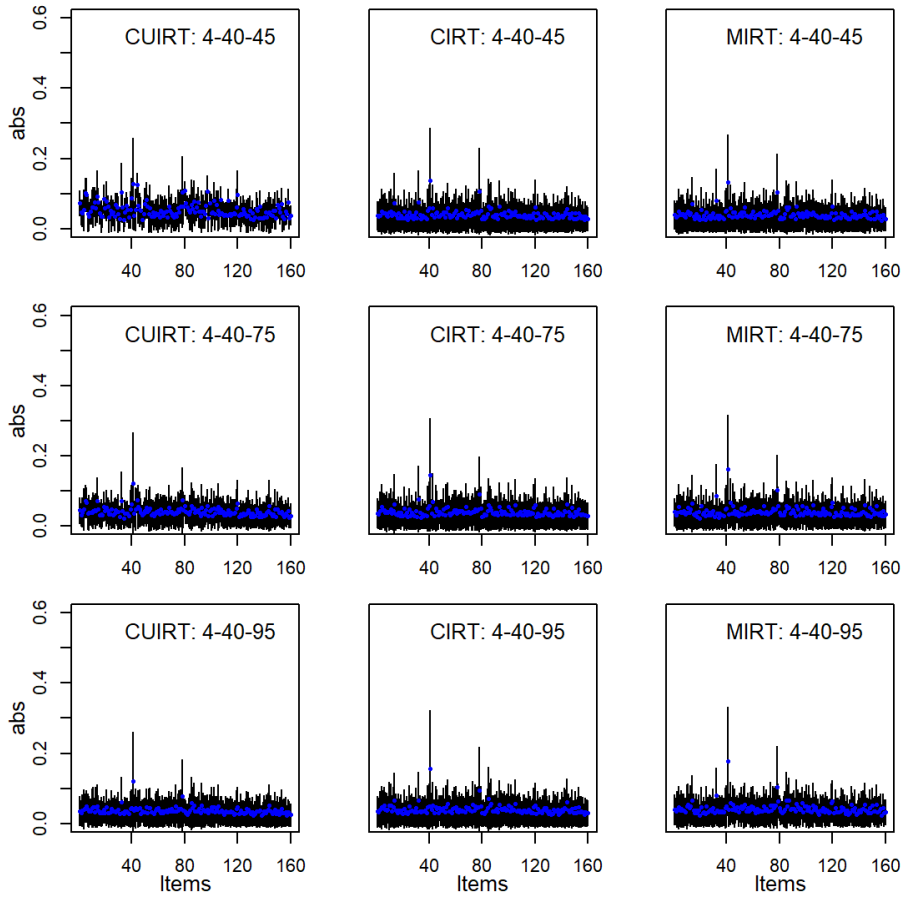 CUIRT: 4-40-45
CIRT: 4-40-45
MIRT: 4-40-45
abs
0.0 0.2 0.4 0.6
40 80 120 160
40 80 120 160
40 80 120 160
CUIRT: 4-40-75
CIRT: 4-40-75
MIRT: 4-40-75
abs
0.0 0.2 0.4 0.6
40 80 120 160
40 80 120 160
40 80 120 160
CUIRT: 4-40-95
CIRT: 4-40-95
MIRT: 4-40-95
abs
0.0 0.2 0.4 0.6
40 80 120 160
40 80 120 160
40 80 120 160
Items
Items
Items